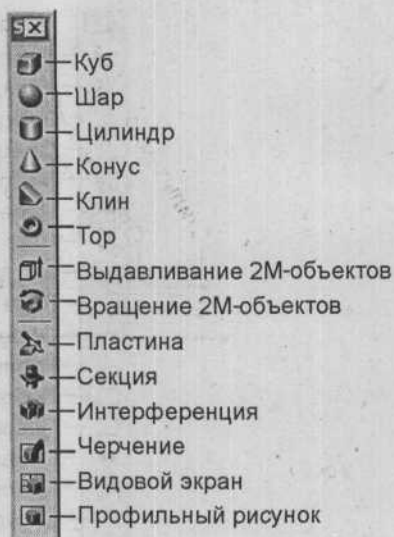 S
Куб
Шар
Цилиндр
Конус
Клин
Тор
Выдавливание 2М-объектов
Вращение 2М-объектов
Пластина
Секция
Интерференция
Черчение
Видовой экран
Профильный рисунок